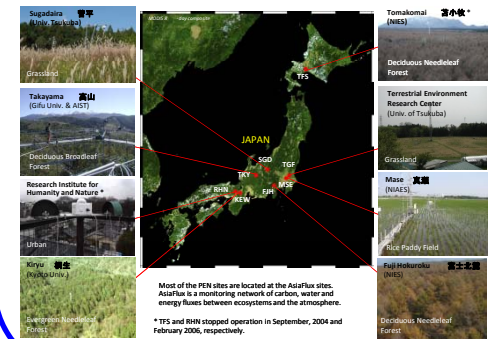 Sugadaira 菅平
(Univ. Tsukuba)
Grassland
Takayama 高山
(Gifu Univ. & AIST)
Deciduous Broadleaf
Forest
Research Institute for
Humanity and Nature *
Urban
Kiryu 桐生
(Kyoto Univ.)
Evergreen Needleleaf
Forest
MODIS 8 -day composite
JAPAN
TFS
SGD
TKY
TGF
MSE
RHN
KEW
FJH
Most of the PEN sites are located at the AsiaFlux sites.
AsiaFlux is a monitoring network of carbon, water and
energy fluxes between ecosystems and the atmosphere.
* TFS and RHN stopped operation in September, 2004 and
February 2006, respectively.
Tomakomai 苫小牧 *
(NIES)
Deciduous Needleleaf
Forest
Terrestrial Environment
Research Center
(Univ. of Tsukuba)
Grassland
Mase 真瀬
(NIAES)
Rice Paddy Field
Fuji Hokuroku 富士北麓
(NIES)
Deciduous Needleleaf
Forest